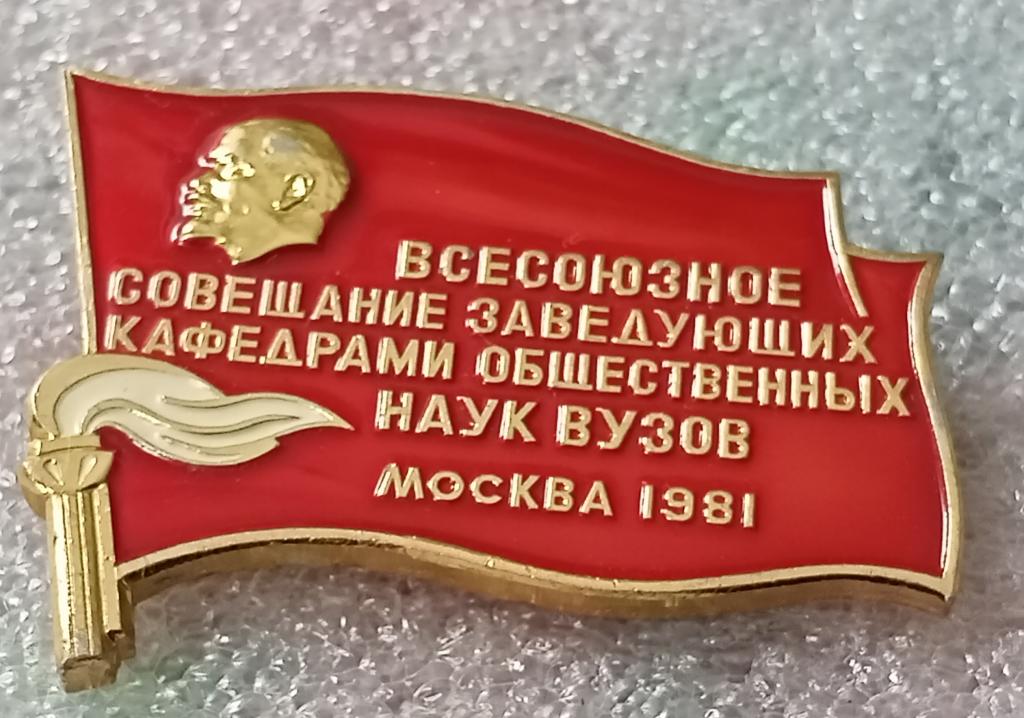 ВСЕСОЮЗНОЕ
СОВЕЩАНИЕ ЗАВЕДУЮЩИХ
КАФЕДРАМИ ОБЩЕСТВЕННЫХ
НАУК ВУЗОВ
МОСКВА 1981